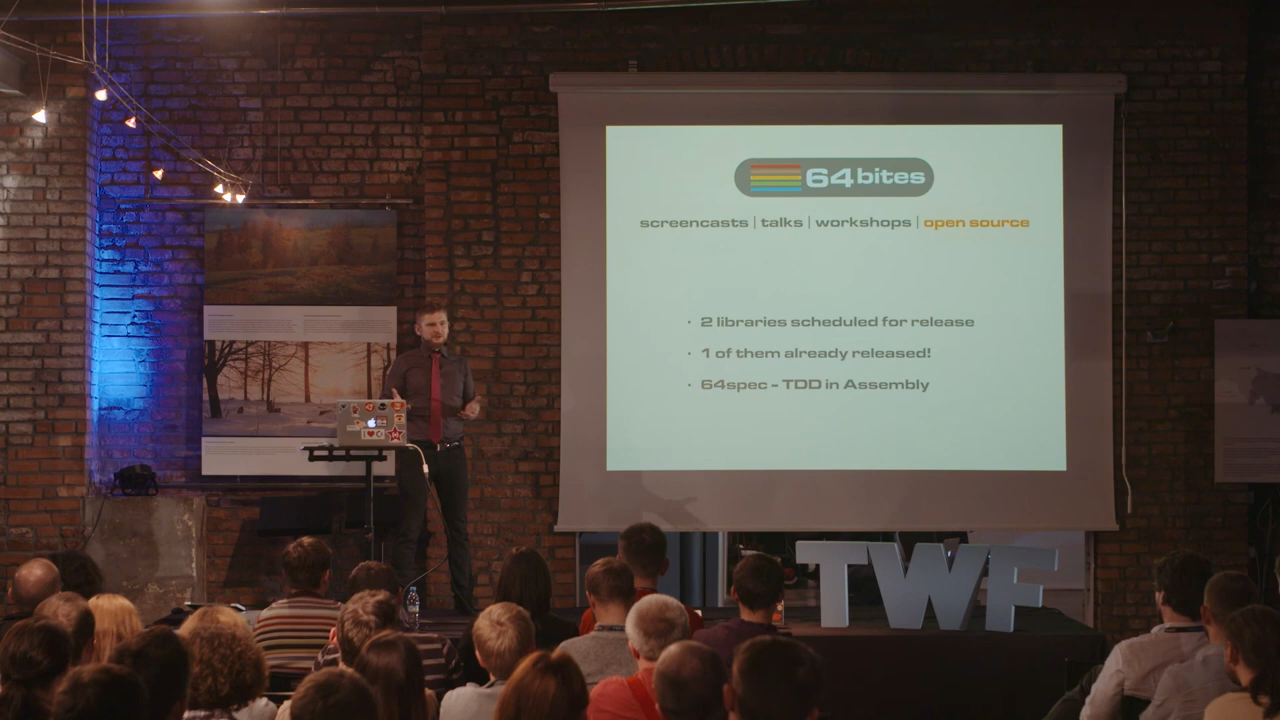 64bites
screencasts | talks | workshops | open source
· 2 libraries scheduled for release
· 1 of them already released!
· 64spec - TDD in Assembly
TWF